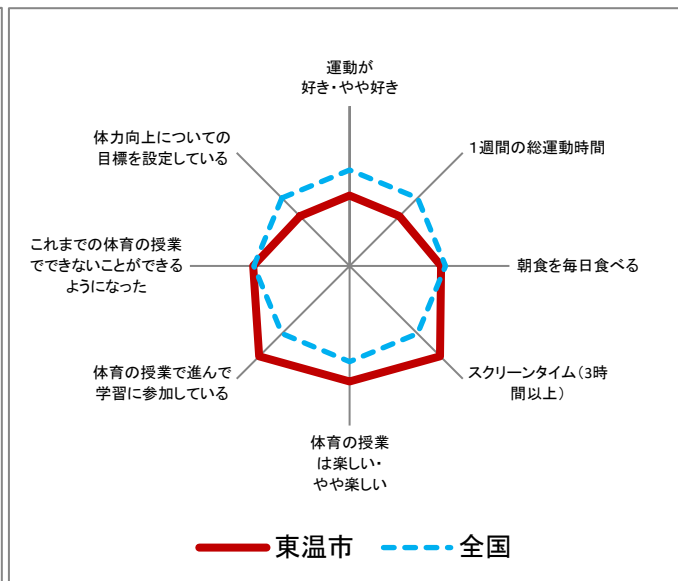 運動が
好き・やや好き
1週間の総運動時間
朝食を毎日食べる
スクリーンタイム(3時
間以上)
体育の授業
は楽しい・
やや楽しい
体育の授業で進んで
学習に参加している
これまでの体育の授業
でできないことができる
ようになった
体力向上についての
目標を設定している
東温市
全国